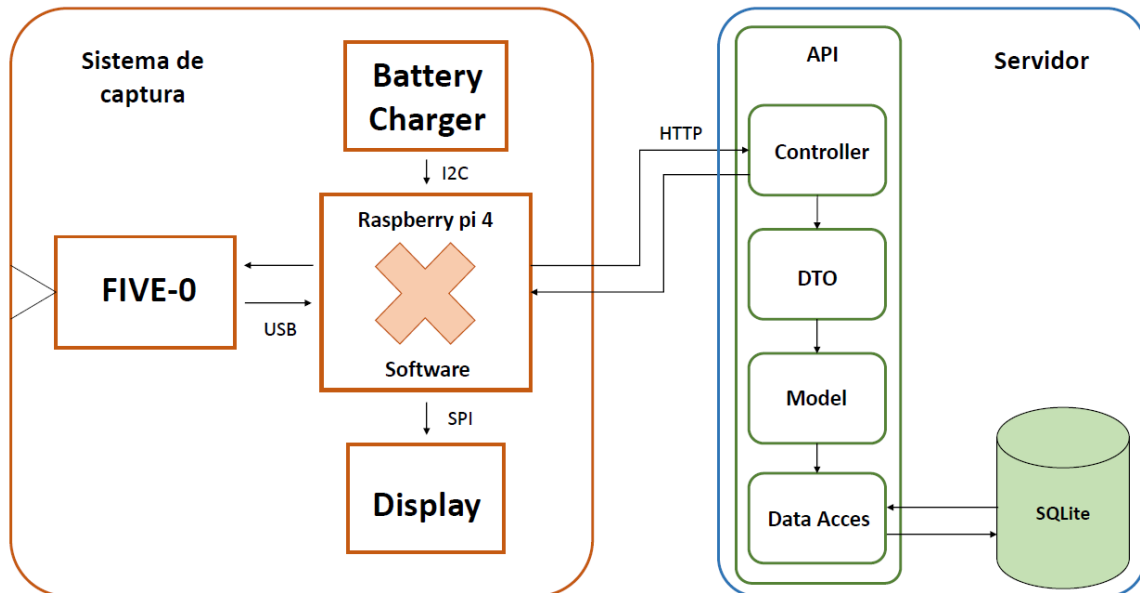 Sistema de
captura
Battery
Charger
I2C
Raspberry pi 4
Software
FIVE-0
USB
SPI
Display
HTTP
API
Servidor
Controller
DTO
Model
Data Acces
SQLite